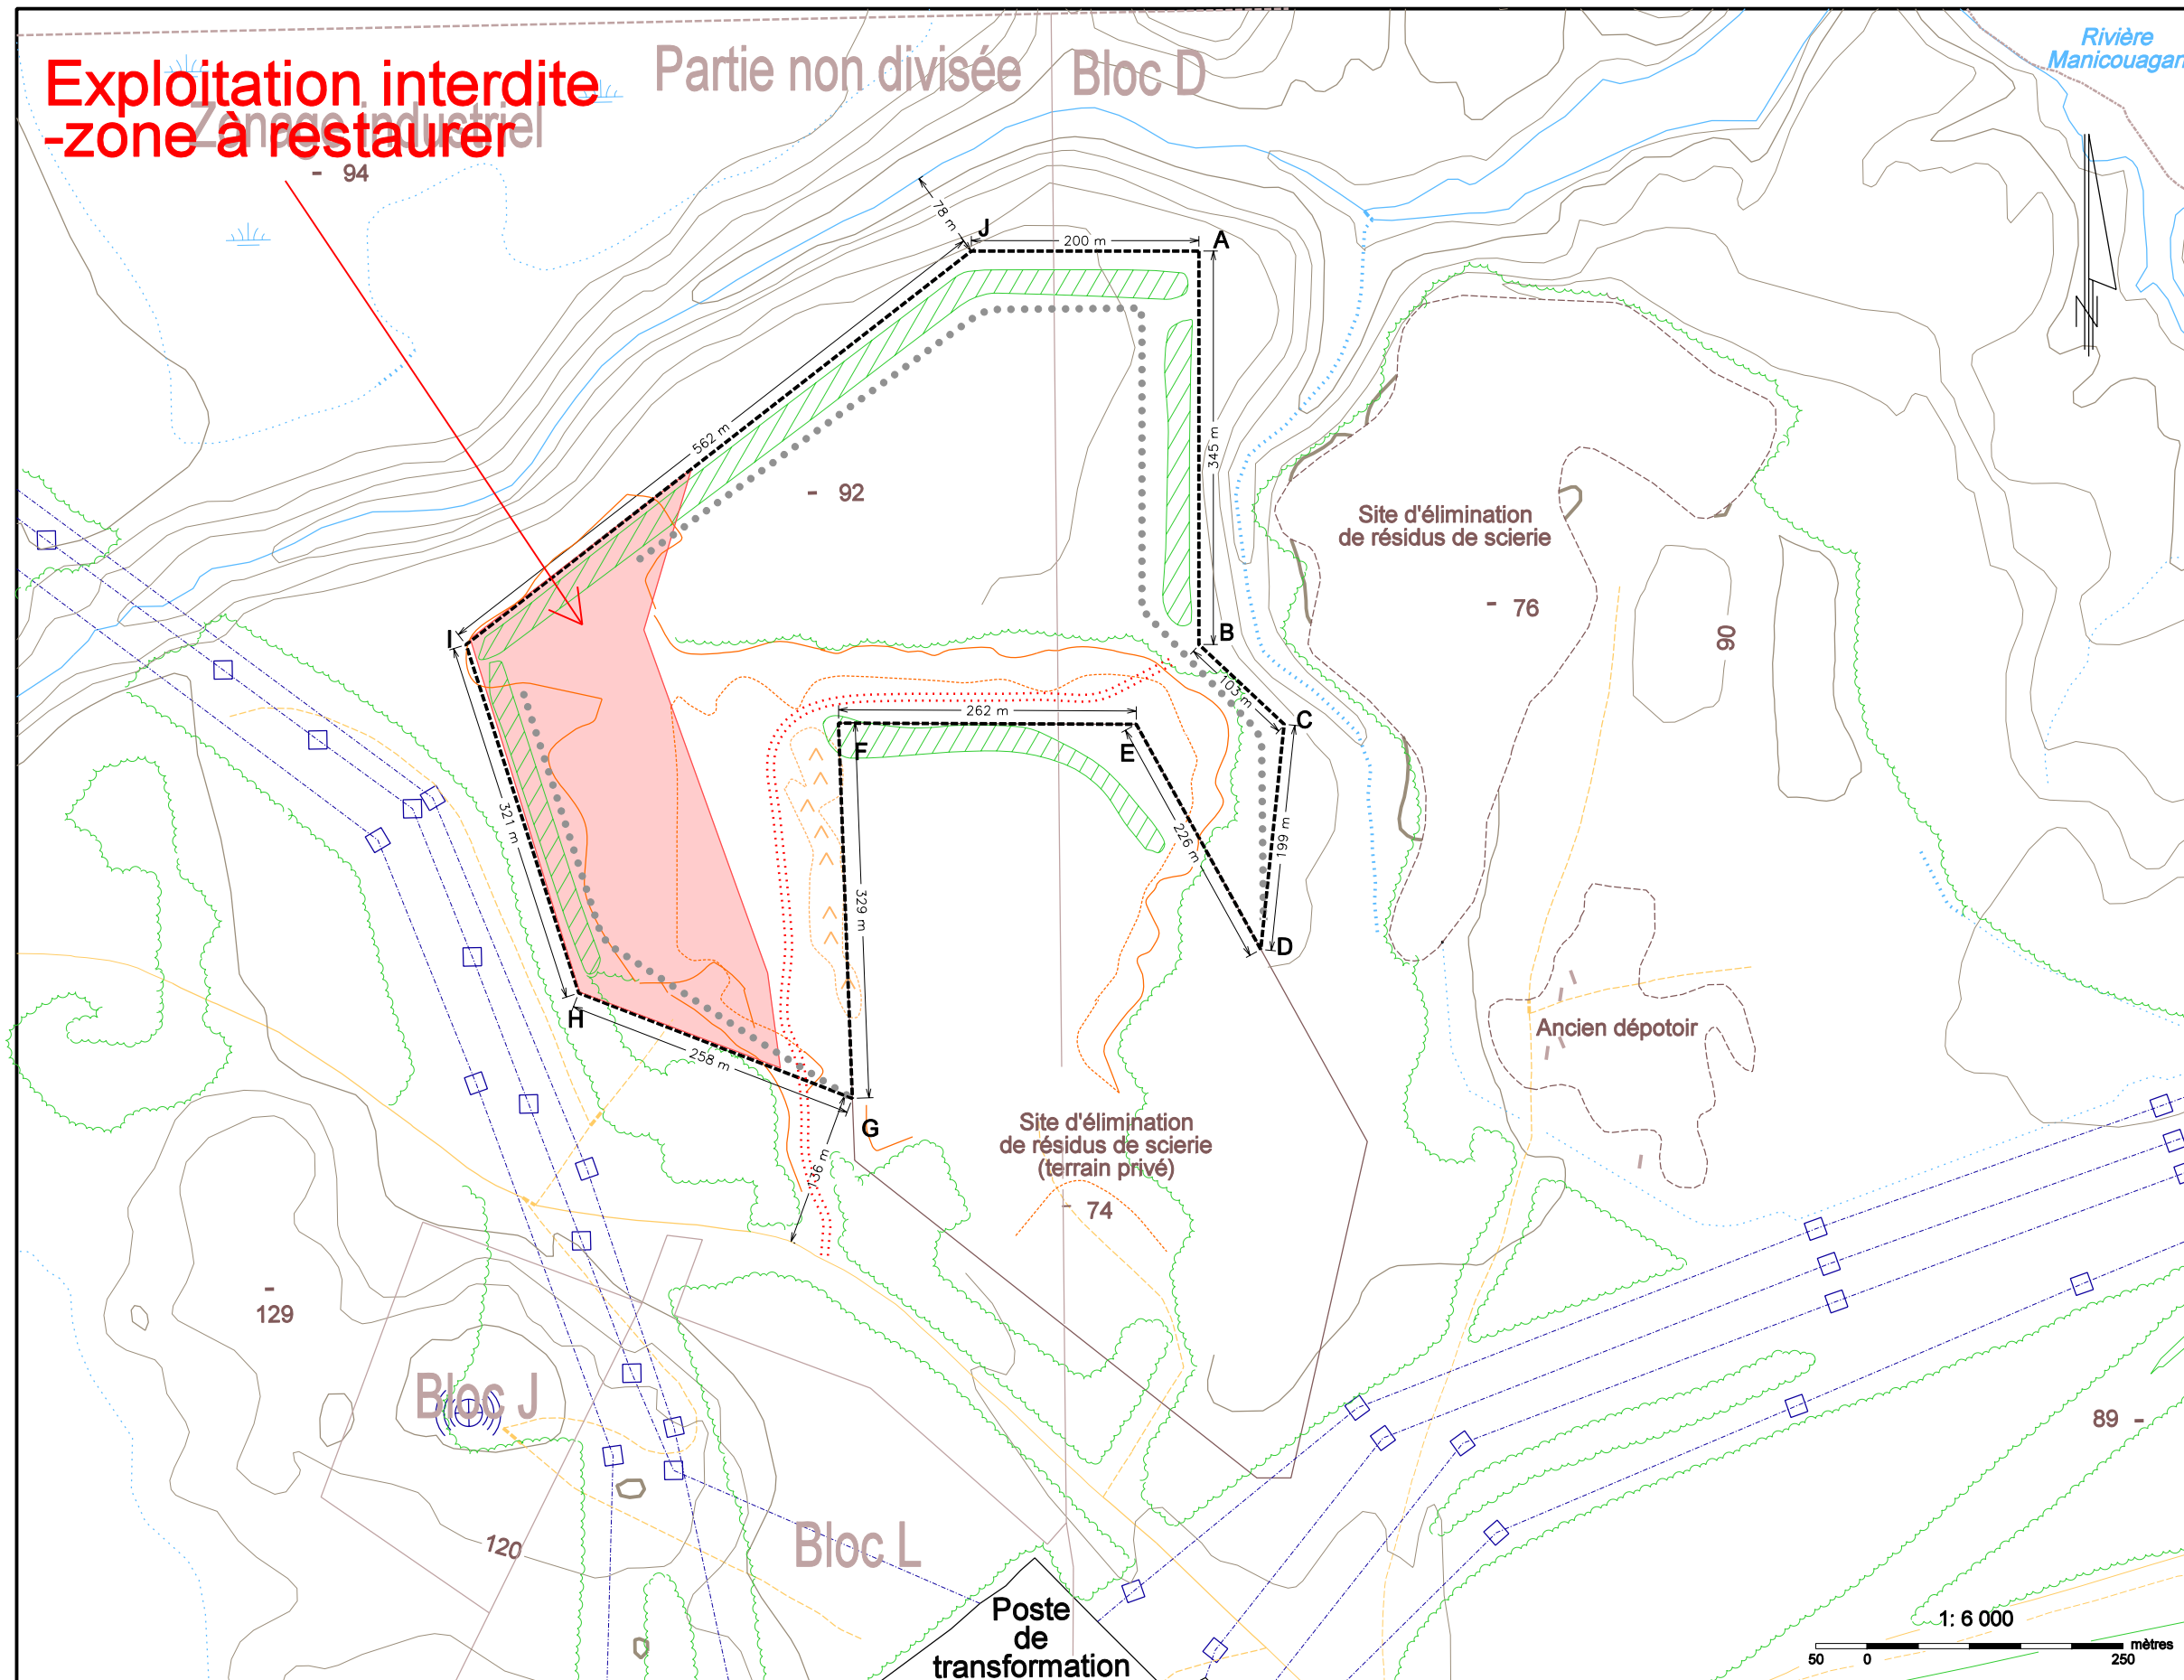 Exploitation interdite
-zone à restaurer
Zonage industriel
- 94
Partie non divisée
Bloc D
Rivière
Manicouagan
78 m
J
200 m
A
562 m
345 m
- 92
Site d'élimination
de résidus de scierie
- 76
90
I
B
103 m
C
262 m
F
E
321 m
226 m
199 m
329 m
D
H
258 m
G
136 m
Ancien dépotoir
Site d'élimination
de résidus de scierie
(terrain privé)
- 74
-
129
Bloc J
120
Bloc L
89 -
Poste
de
transformation
1: 6 000
mètres
50 0 250
N